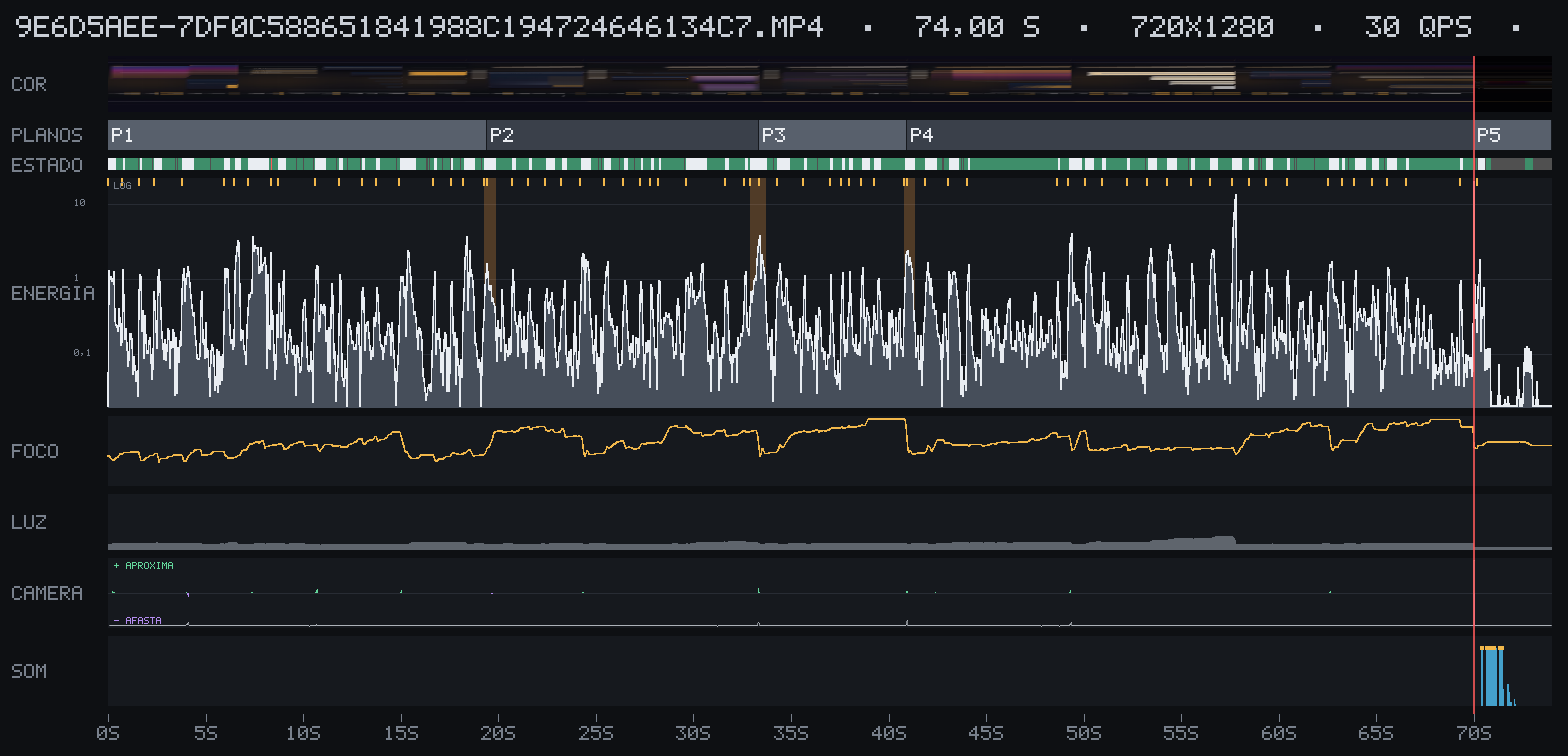 9E6D5AEE-7DF0C588651841988C194724646134C7.MP4 · 74,00 S · 720X1280 · 30 QPS ·
COR
PLANOS P1 P2 P3 P4 P5
ESTADO
LOG
10
1
ENERGIA
0,1
FOCO
LUZ
+ APROXIMA
CAMERA
- AFASTA
SOM
0S 5S 10S 15S 20S 25S 30S 35S 40S 45S 50S 55S 60S 65S 70S